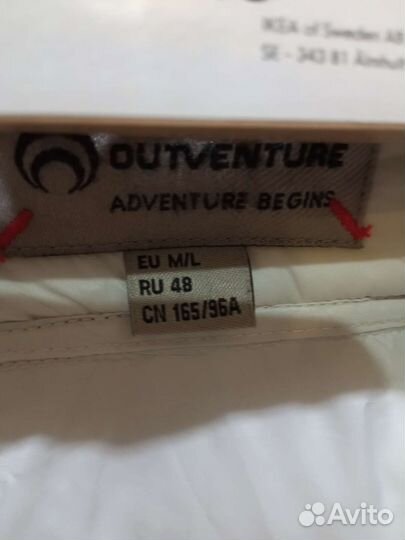 IKEA of Sweden AB
SE - 343 81 Älmhult
OUTVENTURE
ADVENTURE BEGINS
EU M/L
RU 48
CN 165/96A
Avito